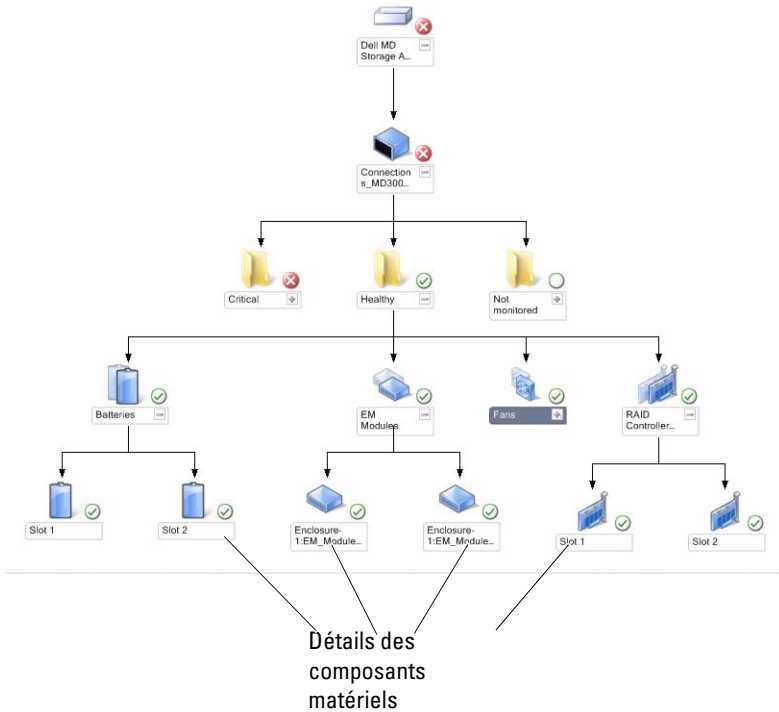 Dell MD
Storage A...
Connection
s_MD300...
Critical
Healthy
Not
monitored
Batteries
EM
Modules
Fans
RAID
Controller...
Slot 1
Slot 2
Enclosure-
1:EM_Module...
Enclosure-
1:EM_Module...
Slot 1
Slot 2
Détails des
composants
matériels